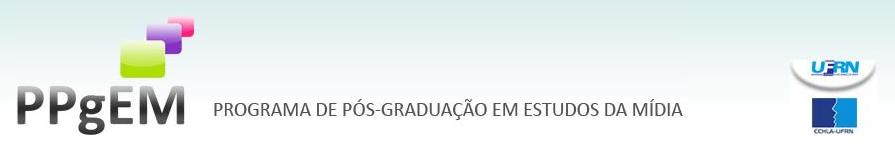 PPgEM
PROGRAMA DE PÓS-GRADUAÇÃO EM ESTUDOS DA MÍDIA
UFRN
CCHLA-UFRN